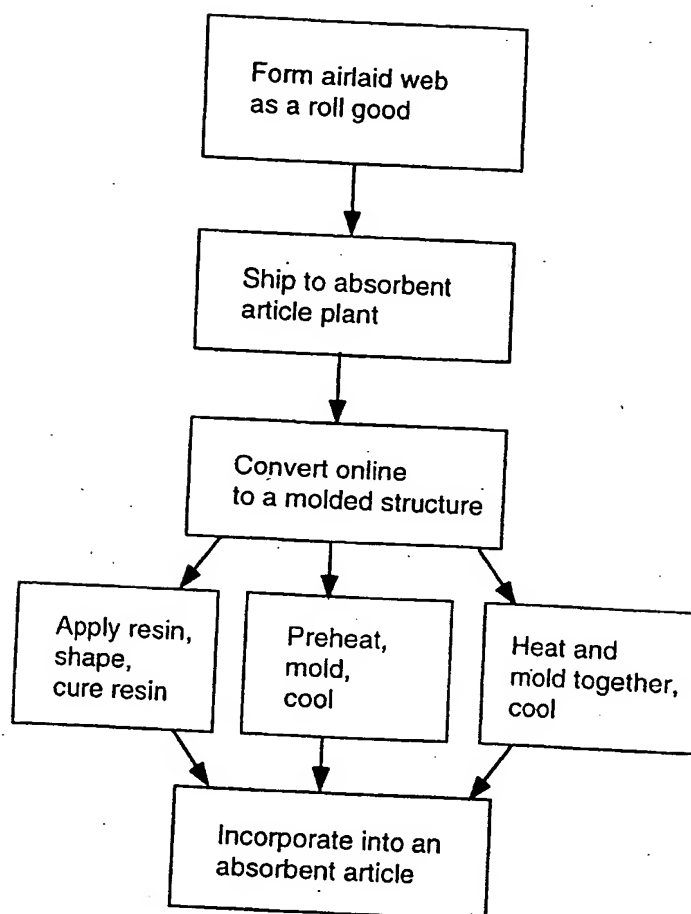 Form airlaid web
as a roll good
Ship to absorbent
article plant
Convert online
to a molded structure
Apply resin,
shape,
cure resin
Preheat,
mold,
cool
Heat and
mold together,
cool
Incorporate into an
absorbent article